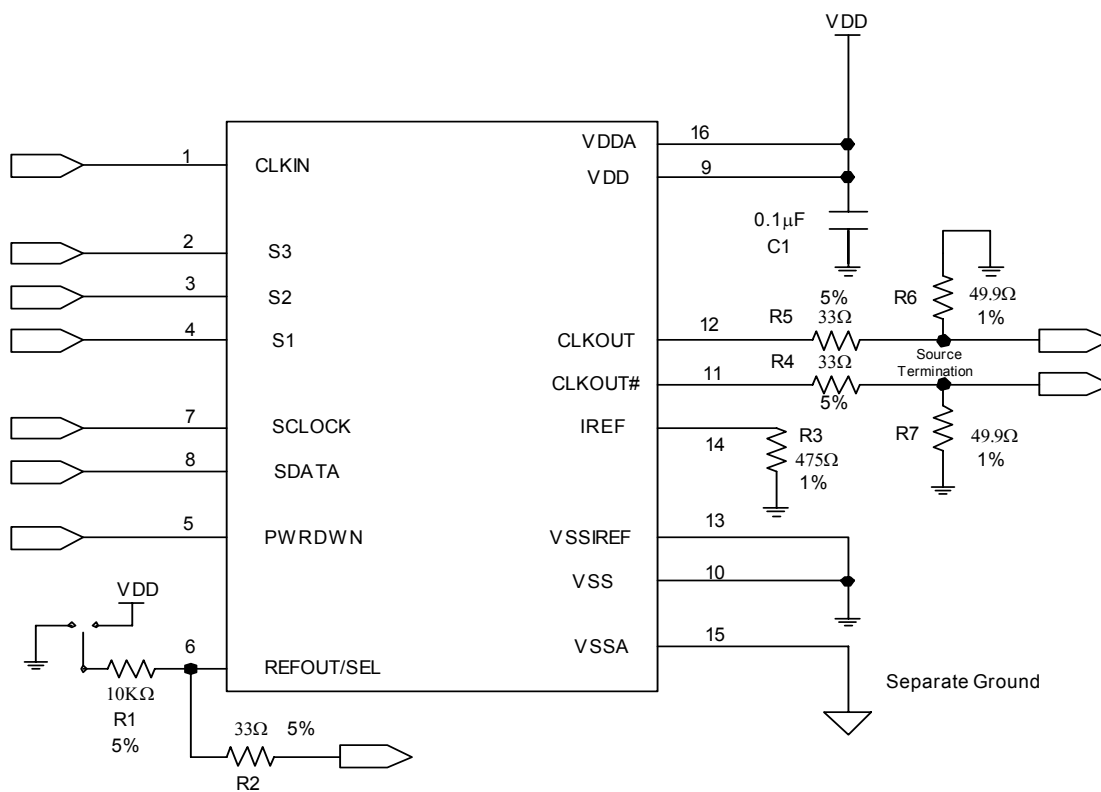 VDD
VDDA 16
1 CLKIN
VDD 9
0.1μF
C1
2 S3
3 S2
4 S1
R6 49.9Ω
1%
5%
R5 33Ω
12
CLKOUT
Source
Termination
R4 33Ω
5%
11
CLKOUT#
7 SCLOCK
IREF
14
R3
475Ω
1%
R7 49.9Ω
1%
8 SDATA
5 PWRDWN
VSSIREF 13
VSS 10
VDD
6 REFOUT/SEL
VSSA 15
Separate Ground
10KΩ
R1
5%
33Ω 5%
R2